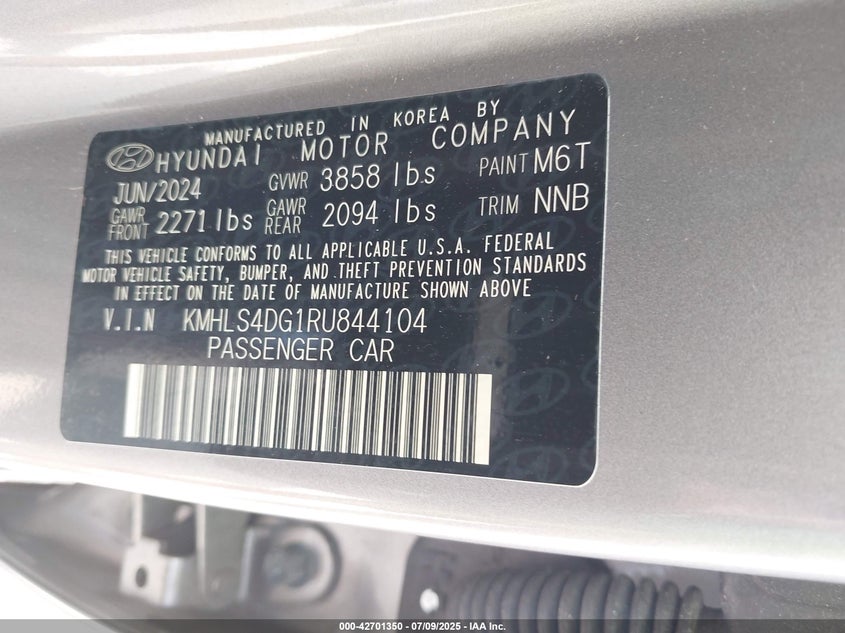 MANUFACTURED IN KOREA BY
HYUNDAI MOTOR COMPANY
JUN/2024 GVWR 3858 lbs PAINT M6T
GAWR FRONT 2271 lbs GAWR REAR 2094 lbs TRIM NNB
THIS VEHICLE CONFORMS TO ALL APPLICABLE U.S.A. FEDERAL
MOTOR VEHICLE SAFETY, BUMPER, AND THEFT PREVENTION STANDARDS
IN EFFECT ON THE DATE OF MANUFACTURE SHOWN ABOVE
V.I.N KMHLS4DG1RU844104
PASSENGER CAR
000-42701350 - 07/09/2025 - IAA Inc.